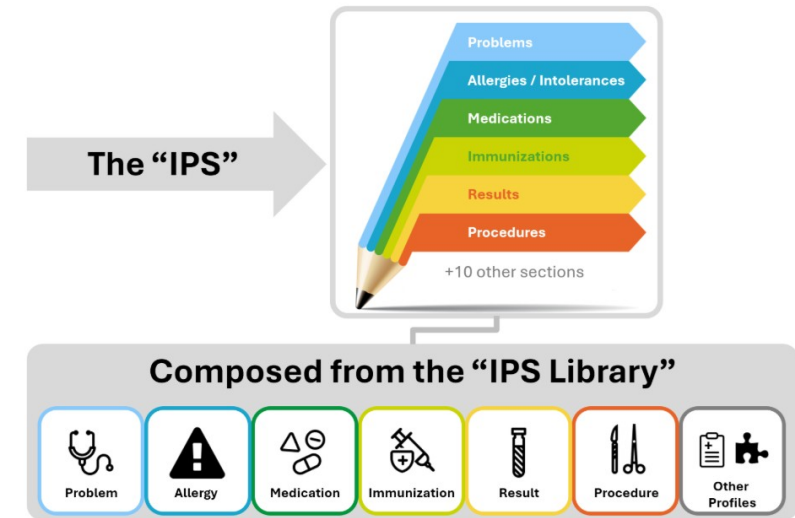 The “IPS”
Problems
Allergies / Intolerances
Medications
Immunizations
Results
Procedures
+10 other sections
Composed from the “IPS Library”
Problem
Allergy
Medication
Immunization
Result
Procedure
Other
Profiles